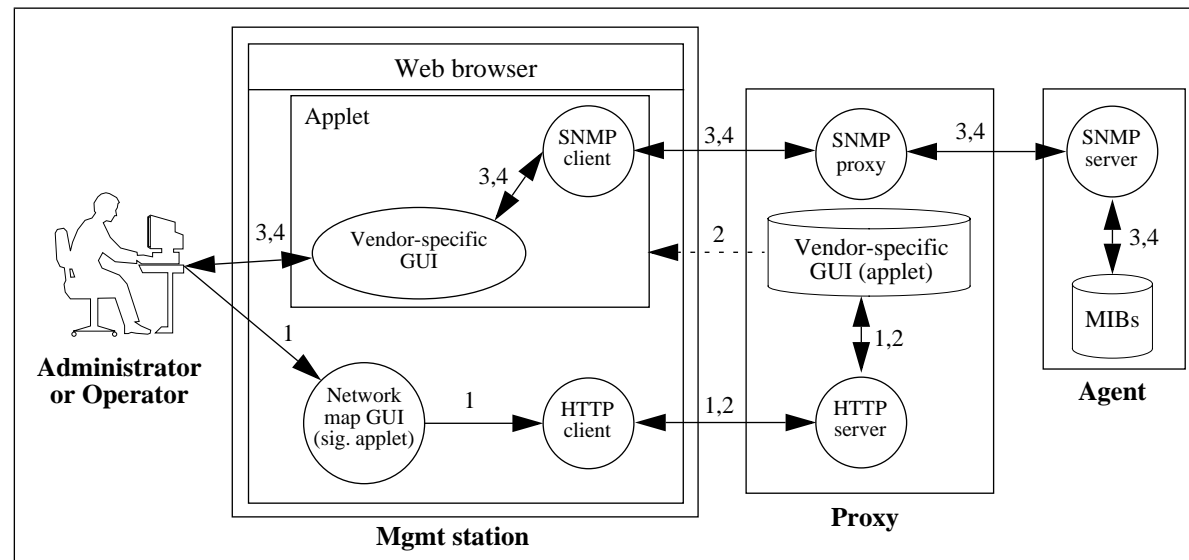 Web browser
Applet
SNMP
client
3,4
SNMP
proxy
3,4
SNMP
server
3,4
3,4
Vendor-specific
GUI
2
Vendor-specific
GUI (applet)
3,4
MIBs
1
1,2
Administrator
or Operator
Network
map GUI
(sig. applet)
1
HTTP
client
1,2
HTTP
server
Agent
Mgmt station
Proxy